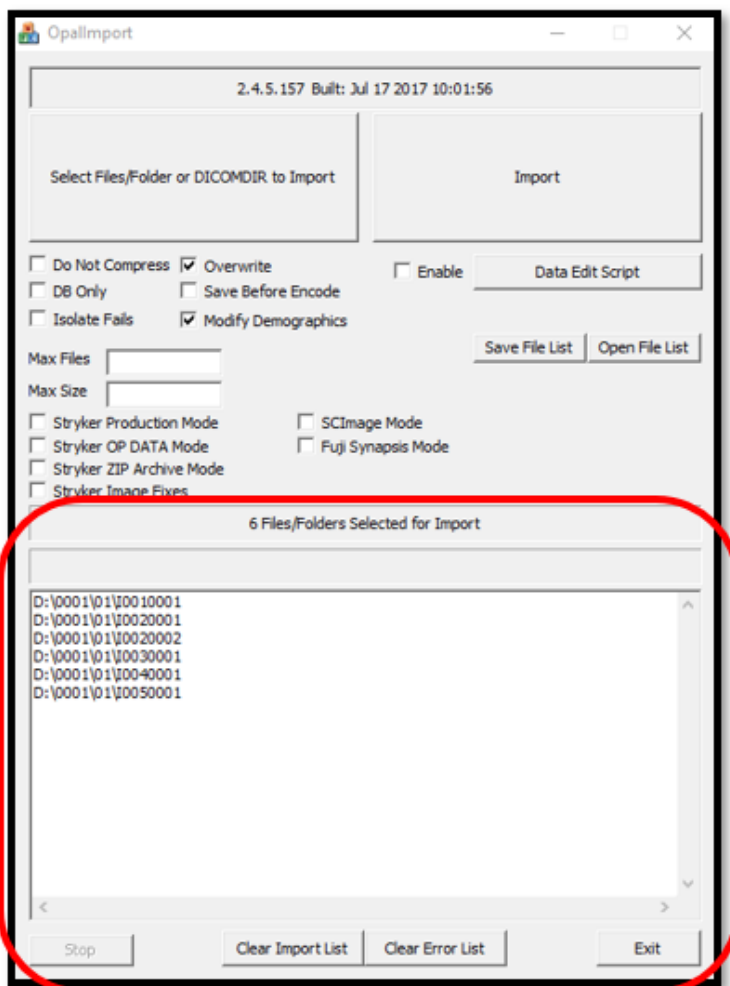 OpalImport
2.4.5.157 Built: Jul 17 2017 10:01:56
Select Files/Folder or DICOMDIR to Import
Import
Do Not Compress
Overwrite
Enable
Data Edit Script
DB Only
Save Before Encode
Isolate Fails
Modify Demographics
Save File List
Open File List
Max Files
Max Size
Stryker Production Mode
SCImage Mode
Stryker OP DATA Mode
Fuji Synapsis Mode
Stryker ZIP Archive Mode
Stryker Image Fixes
6 Files/Folders Selected for Import
D:\0001\01\I0010001
D:\0001\01\I0020001
D:\0001\01\I0020002
D:\0001\01\I0030001
D:\0001\01\I0040001
D:\0001\01\I0050001
Stop
Clear Import List
Clear Error List
Exit